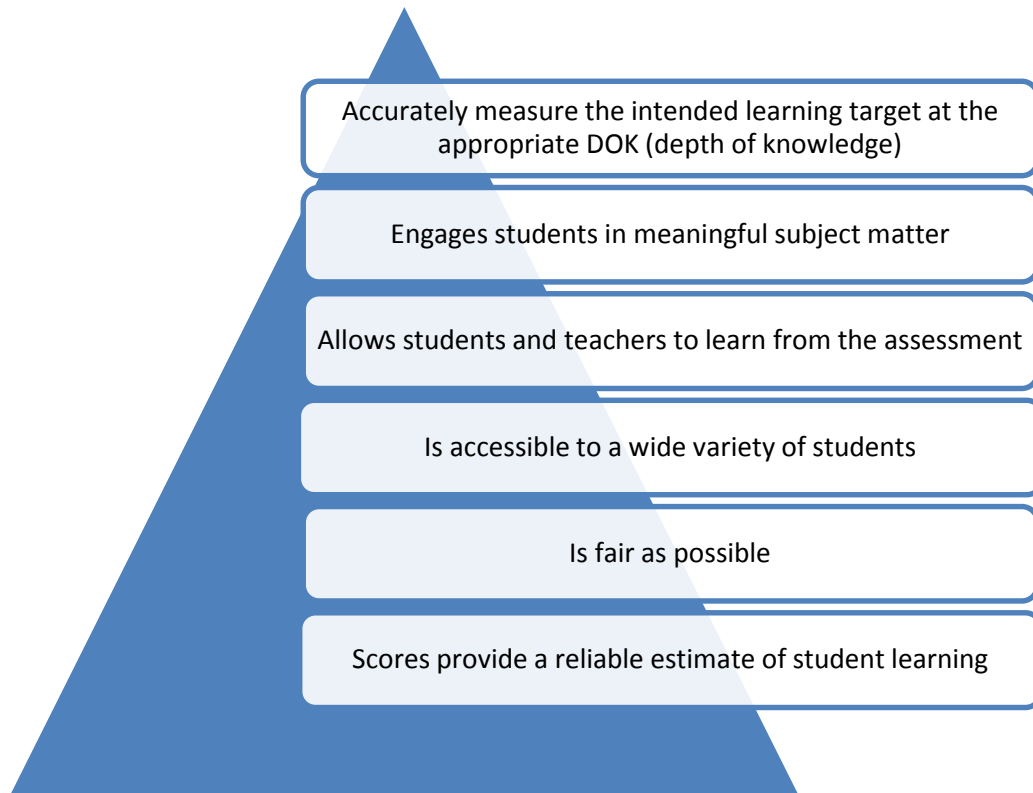 Accurately measure the intended learning target at the
appropriate DOK (depth of knowledge)
Engages students in meaningful subject matter
Allows students and teachers to learn from the assessment
Is accessible to a wide variety of students
Is fair as possible
Scores provide a reliable estimate of student learning